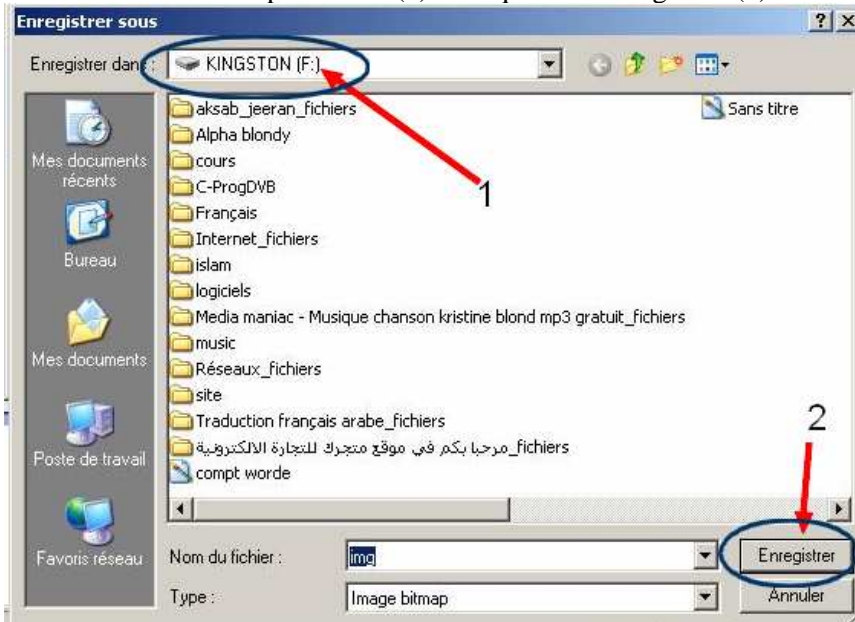 Enregistrer sous
Enregistrer dans : KINGSTON (F:)
Mes documents récents
Bureau
Mes documents
Poste de travail
Favoris réseau
aksab_jeeran_fichiers
Alpha blondy
cours
C-ProgDVB
Français
Internet_fichiers
islam
logiciels
Media maniac - Musique chanson kristine blond mp3 gratuit_fichiers
music
Réseaux_fichiers
site
Traduction français arabe_fichiers
مرحبا بكم في موقع متجرك للتجارة الالكترونية_fichiers
compt worde
Sans titre
1
2
Nom du fichier : img
Enregistrer
Type : Image bitmap
Annuler